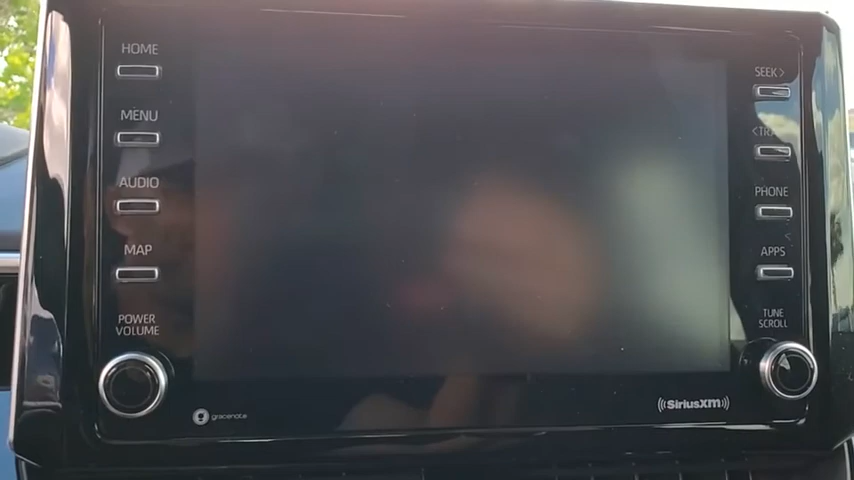 HOME
MENU
AUDIO
MAP
POWER
VOLUME
gracenote
SEEK>
PHONE
APPS
TUNE
SCROLL
SiriusXM